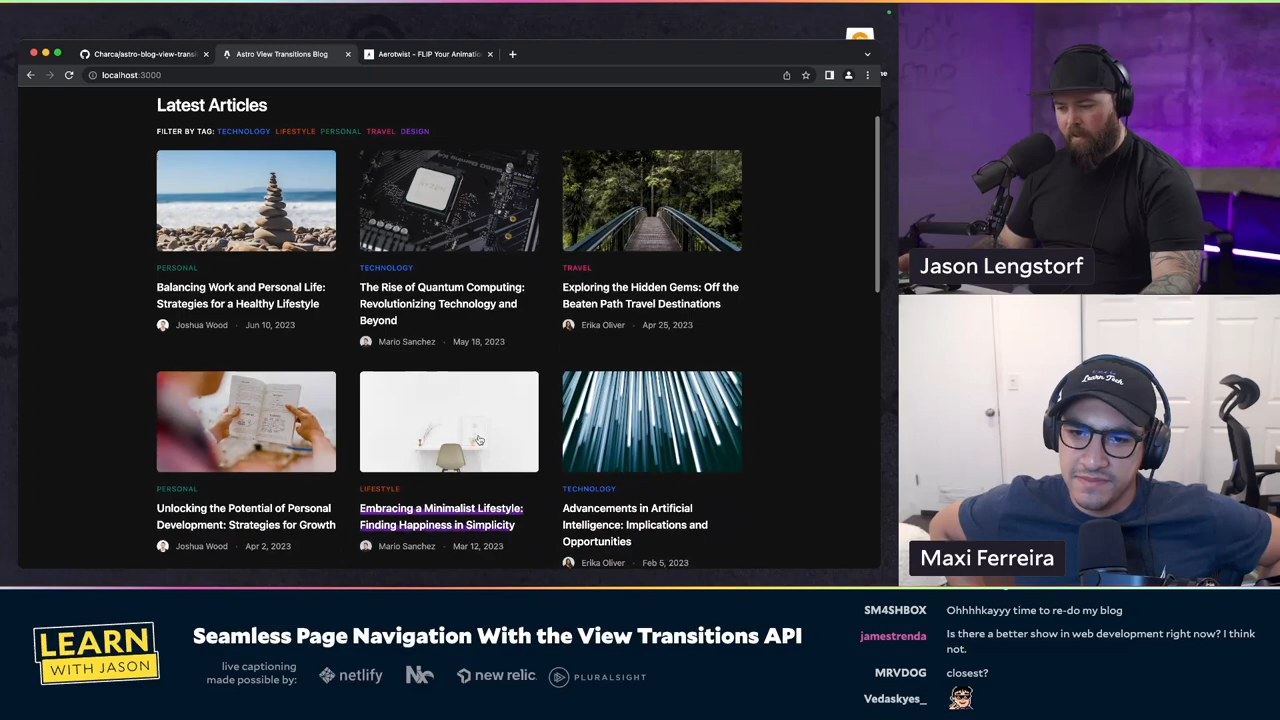 Charca/astro-blog-view-transi
Astro View Transitions Blog
Aerotwist - FLIP Your Animatio
localhost:3000
Latest Articles
FILTER BY TAG: TECHNOLOGY LIFESTYLE PERSONAL TRAVEL DESIGN
RYZEN
PERSONAL
Balancing Work and Personal Life:
Strategies for a Healthy Lifestyle
Joshua Wood · Jun 10, 2023
TECHNOLOGY
The Rise of Quantum Computing:
Revolutionizing Technology and
Beyond
Mario Sanchez · May 18, 2023
TRAVEL
Exploring the Hidden Gems: Off the
Beaten Path Travel Destinations
Erika Oliver · Apr 25, 2023
PERSONAL
Unlocking the Potential of Personal
Development: Strategies for Growth
Joshua Wood · Apr 2, 2023
LIFESTYLE
Embracing a Minimalist Lifestyle:
Finding Happiness in Simplicity
Mario Sanchez · Mar 12, 2023
TECHNOLOGY
Advancements in Artificial
Intelligence: Implications and
Opportunities
Erika Oliver · Feb 5, 2023
Jason Lengstorf
Learn Tech
Maxi Ferreira
LEARN
WITH JASON
Seamless Page Navigation With the View Transitions API
live captioning
made possible by:
netlify
new relic
PLURALSIGHT
SM4SHBOX Ohhhhkayyy time to re-do my blog
jamestrenda Is there a better show in web development right now? I think
not.
MRVDOG closest?
Vedaskyes_